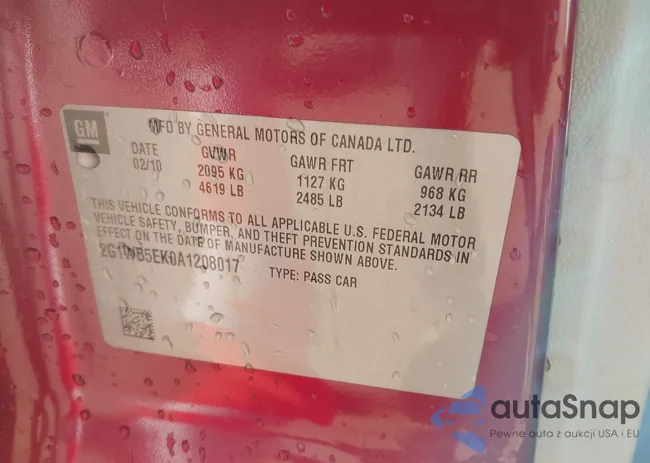 GM
MFD BY GENERAL MOTORS OF CANADA LTD.
DATE GVWR GAWR FRT GAWR RR
02/10 2095 KG 1127 KG 968 KG
4619 LB 2485 LB 2134 LB
THIS VEHICLE CONFORMS TO ALL APPLICABLE U.S. FEDERAL MOTOR
VEHICLE SAFETY, BUMPER, AND THEFT PREVENTION STANDARDS IN
EFFECT ON THE DATE OF MANUFACTURE SHOWN ABOVE.
2G1WB5EK0A1208017 TYPE: PASS CAR
autaSnap
Pewne auta z aukcji USA i EU